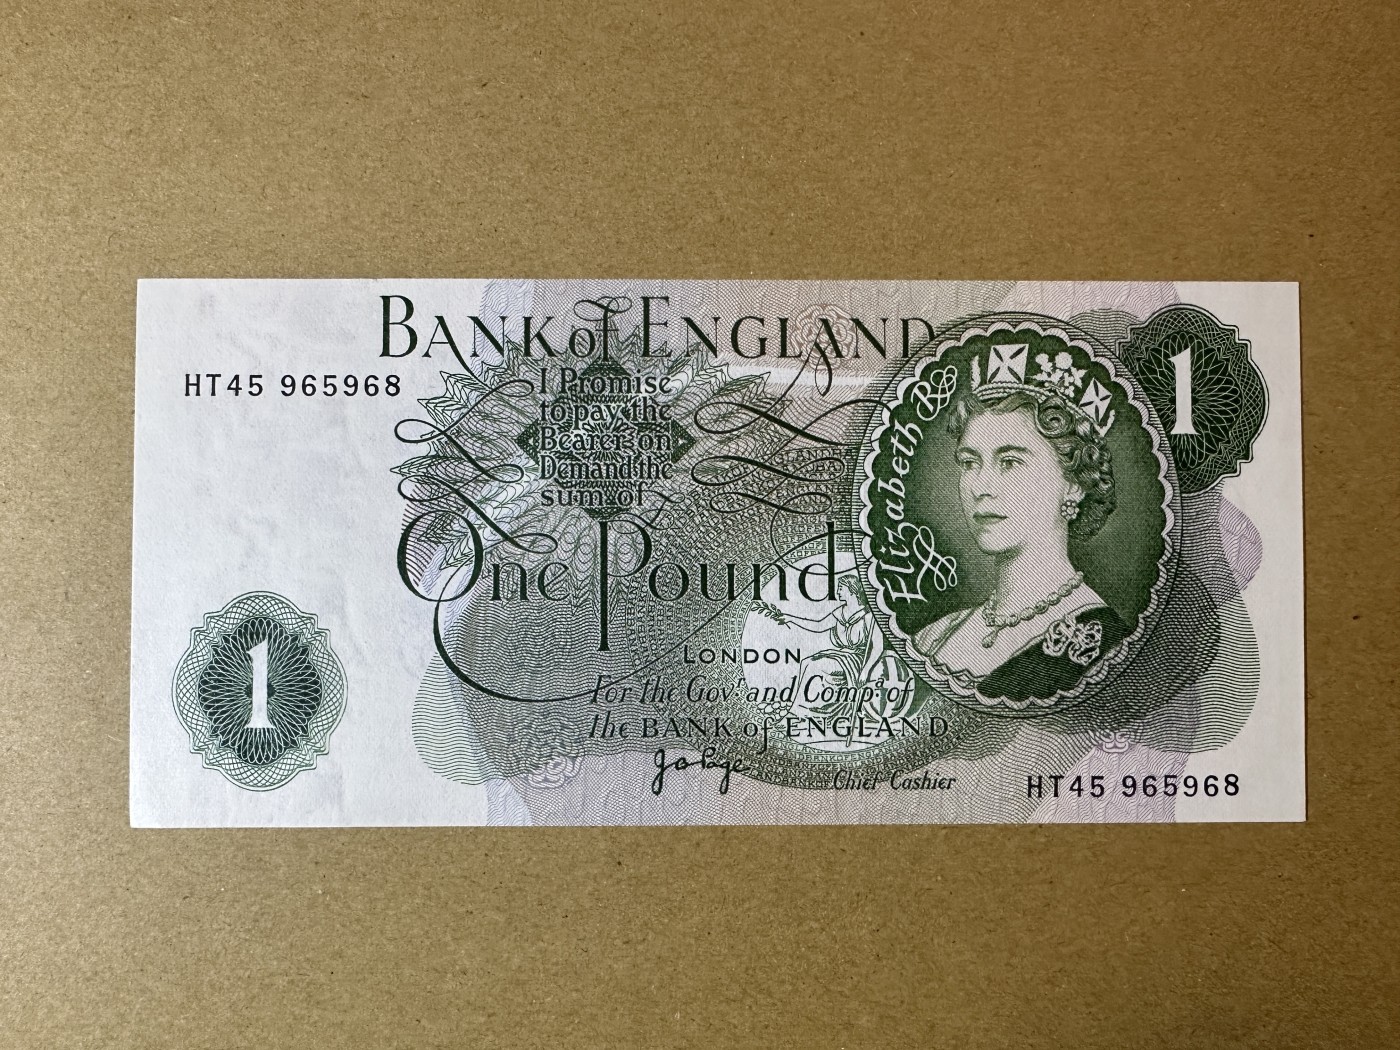 BANK of ENGLAND
HT45 965968
I Promise
to pay the
Bearer on
Demand the
sum of
One Pound
Elizabeth R
1
1
LONDON
For the Govr. and Compa. of
the BANK of ENGLAND
J. B. Page
Chief Cashier
HT45 965968